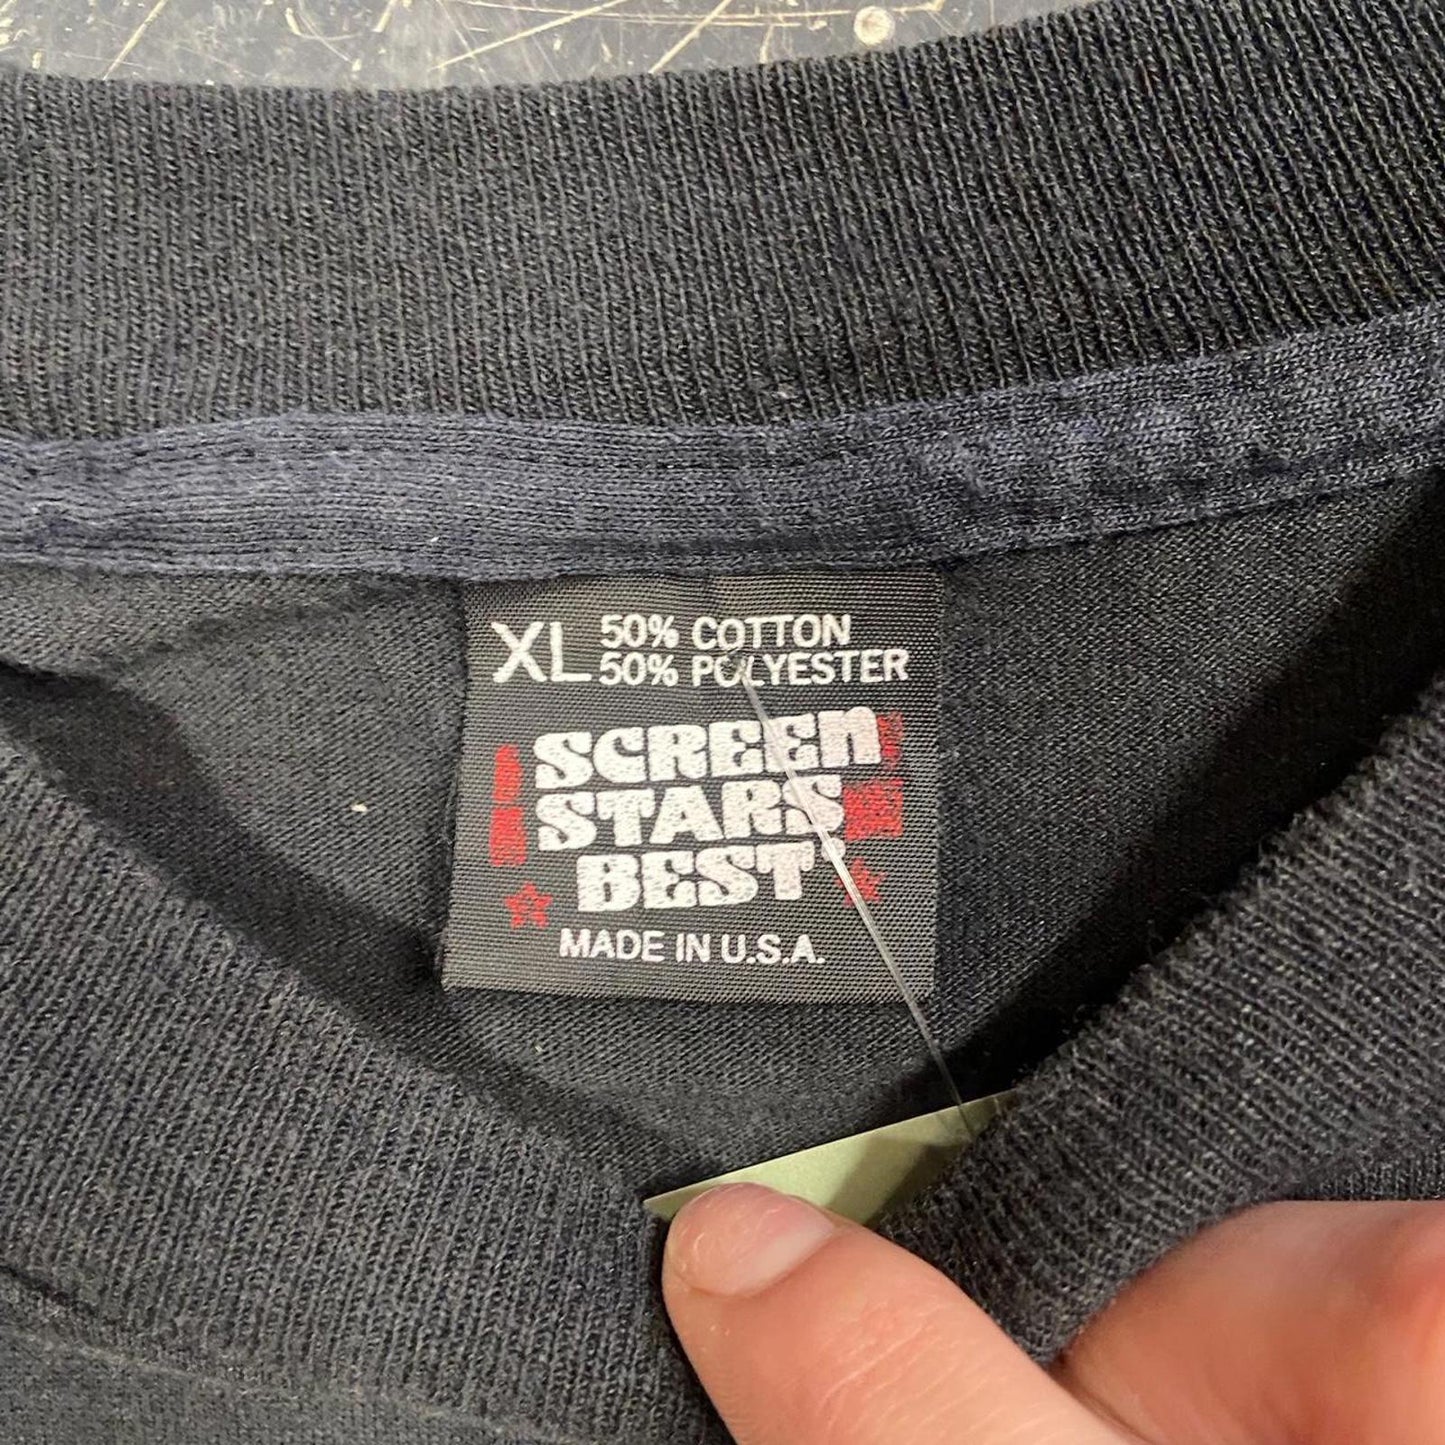 XL 50% COTTON
50% POLYESTER
SCREEN
STARS
BEST
MADE IN U.S.A.